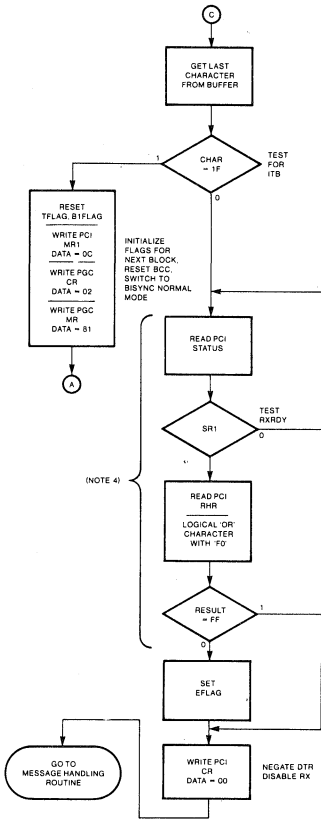 C
GET LAST
CHARACTER
FROM BUFFER
CHAR
= 1F
TEST
FOR
ITB
1
0
RESET
TFLAG, B1FLAG
WRITE PCI
MR1
DATA = 0C
WRITE PGC
CR
DATA = 02
WRITE PGC
MR
DATA = 81
INITIALIZE
FLAGS FOR
NEXT BLOCK,
RESET BCC,
SWITCH TO
BISYNC NORMAL
MODE
A
READ PCI
STATUS
SR1
TEST
RXRDY
0
(NOTE 4)
READ PCI
RHR
LOGICAL 'OR'
CHARACTER
WITH 'F0'
RESULT
= FF
1
0
SET
EFLAG
WRITE PCI
CR
DATA = 00
NEGATE DTR
DISABLE RX
GO TO
MESSAGE HANDLING
ROUTINE